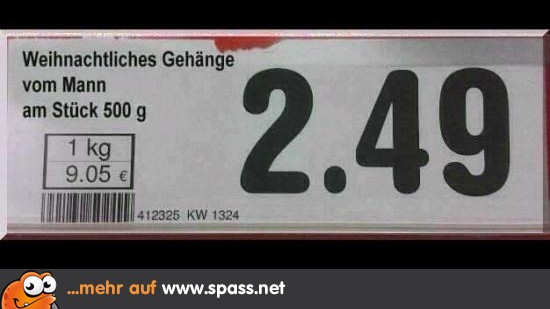 Weihnachtliches Gehänge
vom Mann
am Stück 500 g
2.49
1 kg
9.05 €
412325 KW 1324
...mehr auf www.spass.net